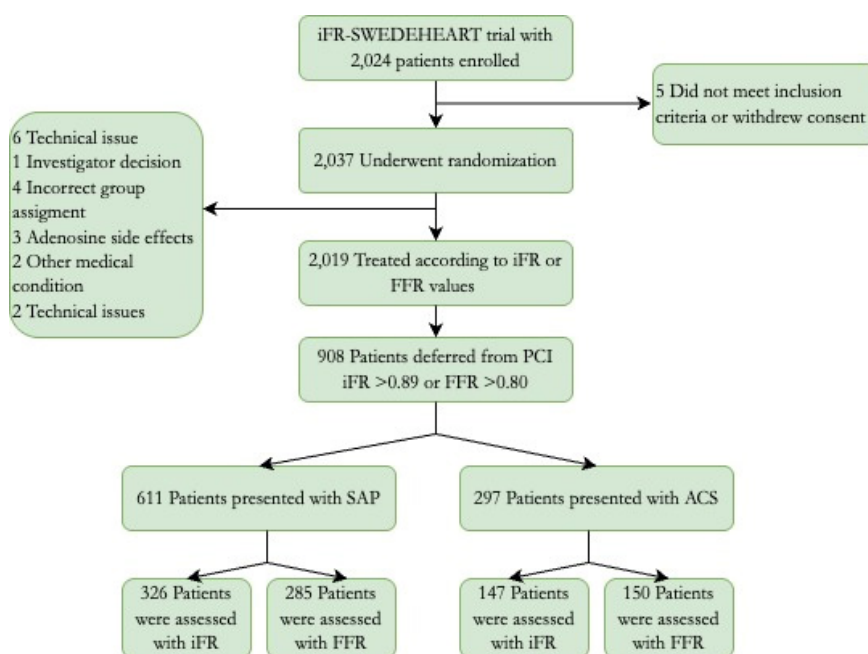 iFR-SWEDEHEART trial with
2,024 patients enrolled
5 Did not meet inclusion
criteria or withdrew consent
2,037 Underwent randomization
6 Technical issue
1 Investigator decision
4 Incorrect group
assigment
3 Adenosine side effects
2 Other medical
condition
2 Technical issues
2,019 Treated according to iFR or
FFR values
908 Patients deferred from PCI
iFR >0.89 or FFR >0.80
611 Patients presented with SAP
297 Patients presented with ACS
326 Patients
were assessed
with iFR
285 Patients
were assessed
with FFR
147 Patients
were assessed
with iFR
150 Patients
were assessed
with FFR